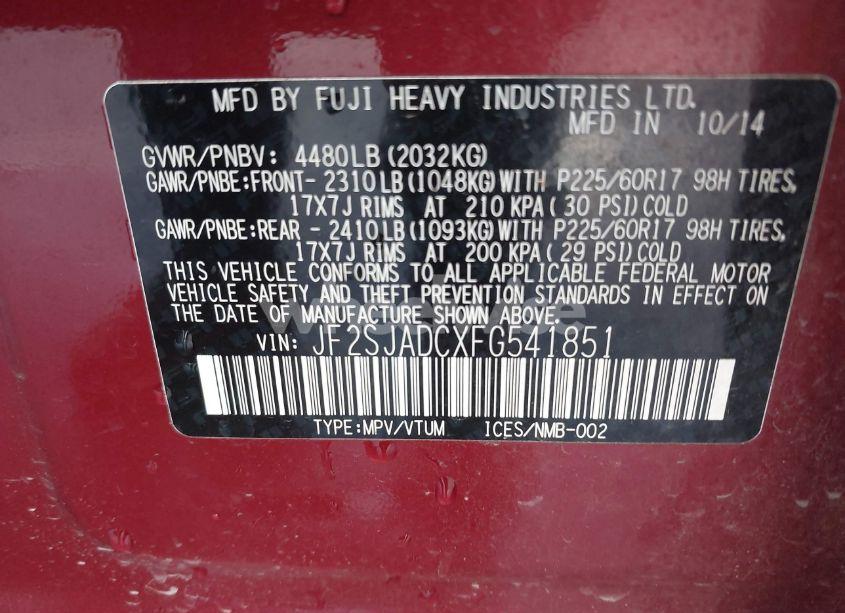 MFD BY FUJI HEAVY INDUSTRIES LTD.
MFD IN 10/14
GVWR/PNBV: 4480LB(2032KG)
GAWR/PNBE:FRONT- 2310LB(1048KG)WITH P225/60R17 98H TIRES,
17X7J RIMS AT 210 KPA(30 PSI)COLD
GAWR/PNBE:REAR - 2410LB(1093KG)WITH P225/60R17 98H TIRES,
17X7J RIMS AT 200 KPA(29 PSI)COLD
THIS VEHICLE CONFORMS TO ALL APPLICABLE FEDERAL MOTOR
VEHICLE SAFETY AND THEFT PREVENTION STANDARDS IN EFFECT ON
THE DATE OF MANUFACTURE SHOWN ABOVE.
VIN: JF2SJADCXFG541851
TYPE:MPV/VTUM ICES/NMB-002